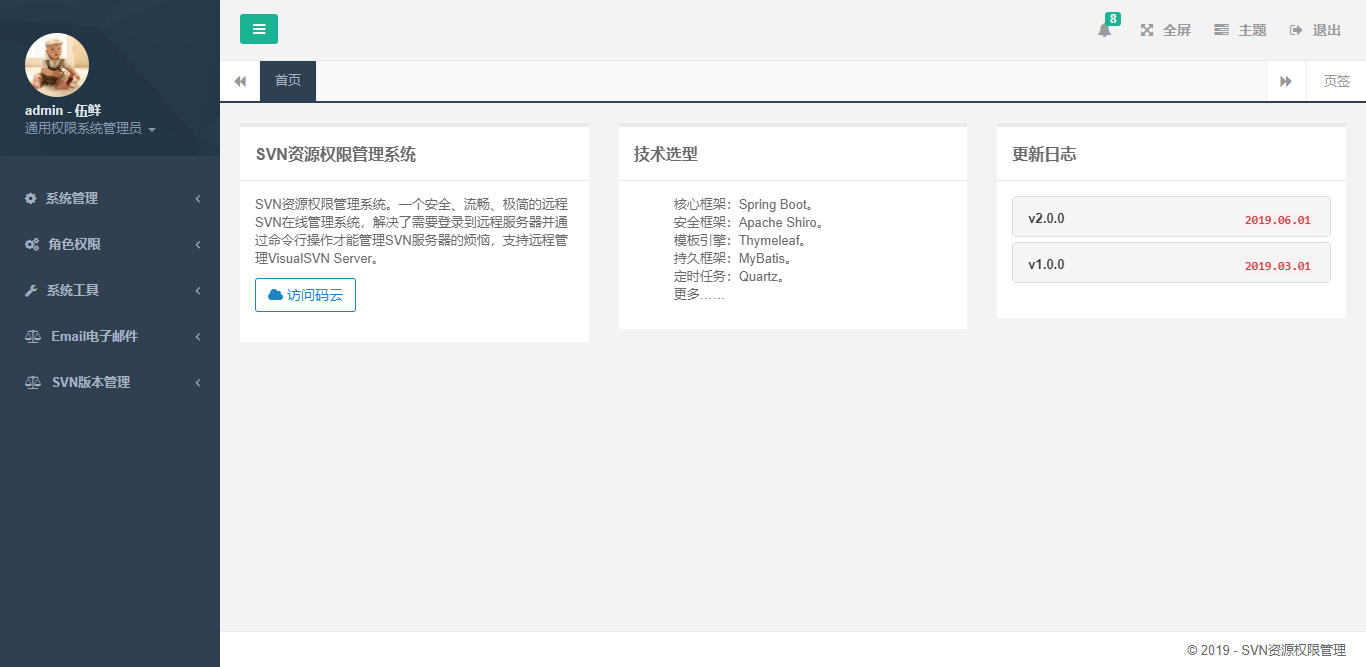 admin - 伍鲜
通用权限系统管理员
系统管理
角色权限
系统工具
Email电子邮件
SVN版本管理
8
全屏
主题
退出
首页
页签
SVN资源权限管理系统
SVN资源权限管理系统。一个安全、流畅、极简的远程
SVN在线管理系统，解决了需要登录到远程服务器并通
过命令行操作才能管理SVN服务器的烦恼，支持远程管
理VisualSVN Server。
访问码云
技术选型
核心框架：Spring Boot。
安全框架：Apache Shiro。
模板引擎：Thymeleaf。
持久框架：MyBatis。
定时任务：Quartz。
更多……
更新日志
v2.0.0
2019.06.01
v1.0.0
2019.03.01
© 2019 - SVN资源权限管理